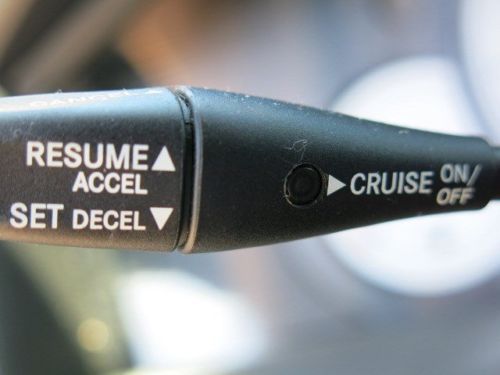 RESUME▲
ACCEL
SET DECEL▼
▶CRUISE ON/
OFF